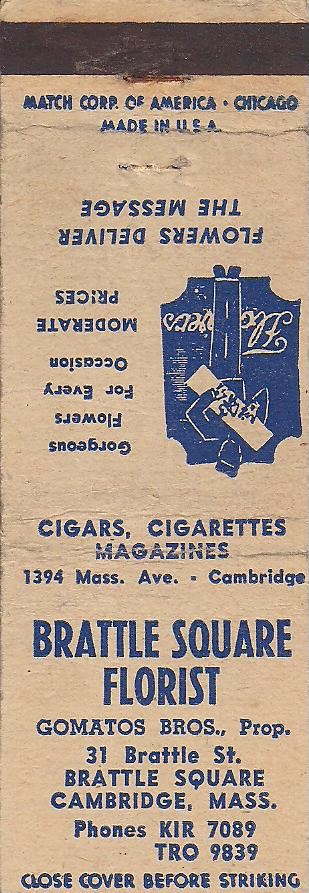 MATCH CORP. OF AMERICA • CHICAGO
MADE IN U.S.A.
Gorgeous
Flowers
For Every
Occasion
MODERATE
PRICES
Flowers
FLOWERS DELIVER
THE MESSAGE
CIGARS, CIGARETTES
MAGAZINES
1394 Mass. Ave. - Cambridge
BRATTLE SQUARE
FLORIST
GOMATOS BROS., Prop.
31 Brattle St.
BRATTLE SQUARE
CAMBRIDGE, MASS.
Phones KIR 7089
TRO 9839
CLOSE COVER BEFORE STRIKING